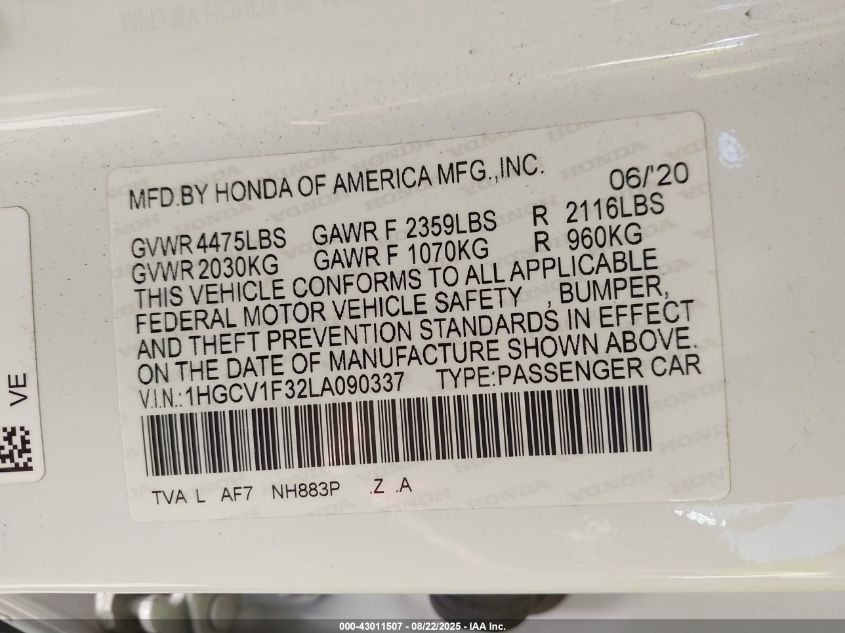 MFD.BY HONDA OF AMERICA MFG.,INC. 06/'20
GVWR 4475LBS GAWR F 2359LBS R 2116LBS
GVWR 2030KG GAWR F 1070KG R 960KG
THIS VEHICLE CONFORMS TO ALL APPLICABLE
FEDERAL MOTOR VEHICLE SAFETY , BUMPER,
AND THEFT PREVENTION STANDARDS IN EFFECT
ON THE DATE OF MANUFACTURE SHOWN ABOVE.
V.I.N.:1HGCV1F32LA090337 TYPE:PASSENGER CAR
TVA L AF7 NH883P .Z .A
VE
000-43011507 - 08/22/2025 - IAA Inc.